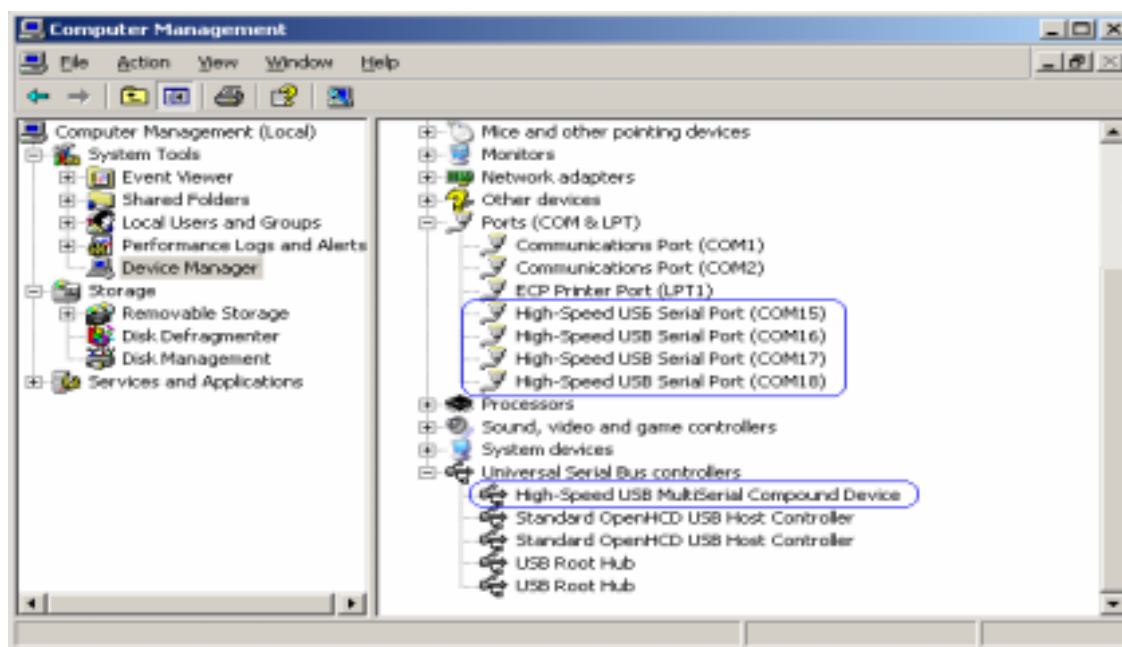 Computer Management
File Action View Window Help
Computer Management (Local)
System Tools
Event Viewer
Shared Folders
Local Users and Groups
Performance Logs and Alerts
Device Manager
Storage
Removable Storage
Disk Defragmenter
Disk Management
Services and Applications
Mice and other pointing devices
Monitors
Network adapters
Other devices
Ports (COM & LPT)
Communications Port (COM1)
Communications Port (COM2)
ECP Printer Port (LPT1)
High-Speed USB Serial Port (COM15)
High-Speed USB Serial Port (COM16)
High-Speed USB Serial Port (COM17)
High-Speed USB Serial Port (COM18)
Processors
Sound, video and game controllers
System devices
Universal Serial Bus controllers
High-Speed USB MultiSerial Compound Device
Standard OpenHCD USB Host Controller
Standard OpenHCD USB Host Controller
USB Root Hub
USB Root Hub